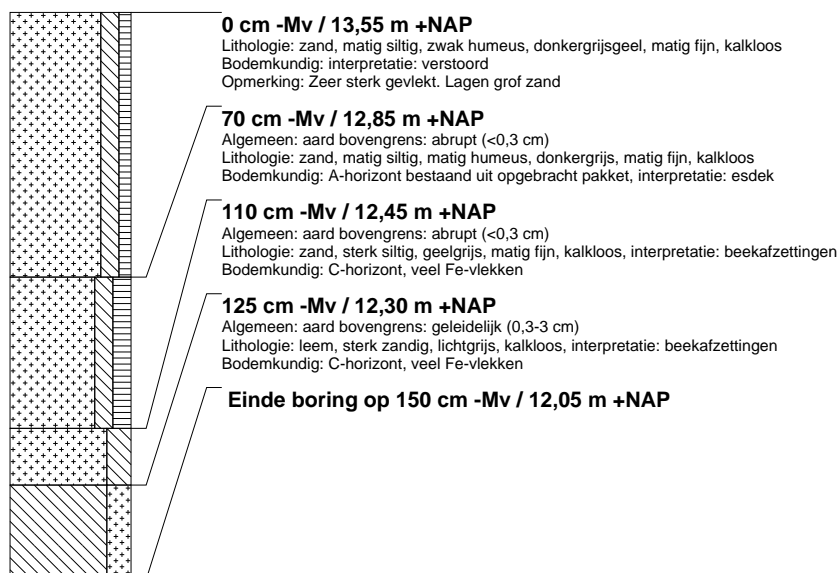 0 cm -Mv / 13,55 m +NAP
Lithologie: zand, matig siltig, zwak humeus, donkergrijsgeel, matig fijn, kalkloos
Bodemkundig: interpretatie: verstoord
Opmerking: Zeer sterk gevlekt. Lagen grof zand
70 cm -Mv / 12,85 m +NAP
Algemeen: aard bovengrens: abrupt (<0,3 cm)
Lithologie: zand, matig siltig, matig humeus, donkergrijs, matig fijn, kalkloos
Bodemkundig: A-horizont bestaand uit opgebracht pakket, interpretatie: esdek
110 cm -Mv / 12,45 m +NAP
Algemeen: aard bovengrens: abrupt (<0,3 cm)
Lithologie: zand, sterk siltig, geelgrijs, matig fijn, kalkloos, interpretatie: beekafzettingen
Bodemkundig: C-horizont, veel Fe-vlekken
125 cm -Mv / 12,30 m +NAP
Algemeen: aard bovengrens: geleidelijk (0,3-3 cm)
Lithologie: leem, sterk zandig, lichtgrijs, kalkloos, interpretatie: beekafzettingen
Bodemkundig: C-horizont, veel Fe-vlekken
Einde boring op 150 cm -Mv / 12,05 m +NAP